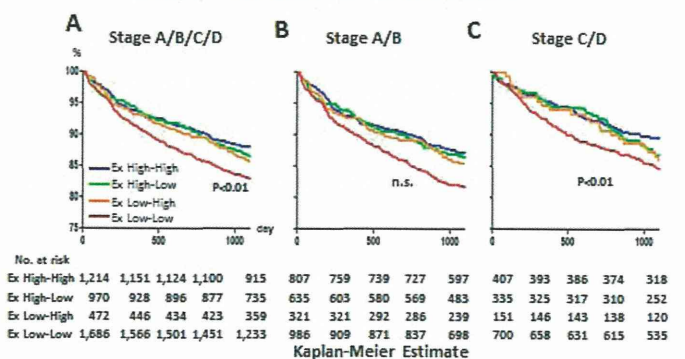 A Stage A/B/C/D
B Stage A/B
C Stage C/D
%
100
95
90
85
80
75
Ex High-High
Ex High-Low
Ex Low-High
Ex Low-Low
P<0.01
n.s.
P<0.01
0 500 1000 day
0 500 1000
0 500 1000
No. at risk
Ex High-High 1,214 1,151 1,124 1,100 915 807 759 739 727 597 407 393 386 374 318
Ex High-Low 970 928 896 877 735 635 603 580 569 483 335 325 317 310 252
Ex Low-High 472 446 434 423 359 321 321 292 286 239 151 146 143 138 120
Ex Low-Low 1,686 1,566 1,501 1,451 1,233 986 909 871 837 698 700 658 631 615 535
Kaplan-Meier Estimate